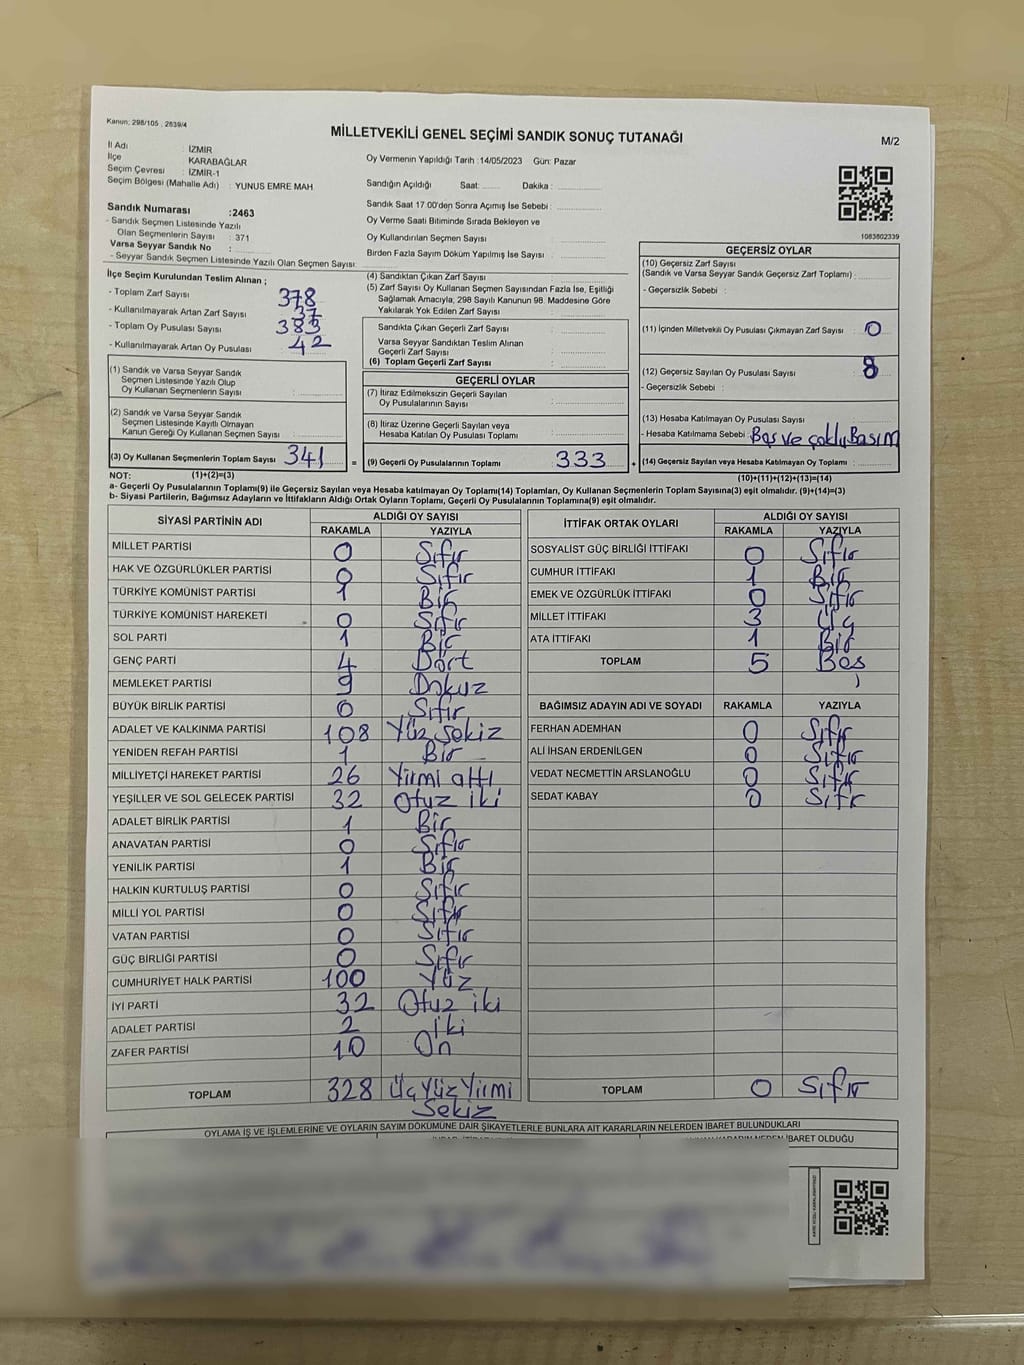 Kanun; 298/105 , 2839/4
MİLLETVEKİLİ GENEL SEÇİMİ SANDIK SONUÇ TUTANAĞI
M/2
İl Adı : İZMİR
İlçe : KARABAĞLAR
Seçim Çevresi : İZMİR-1
Seçim Bölgesi (Mahalle Adı) : YUNUS EMRE MAH
Sandık Numarası :2463
- Sandık Seçmen Listesinde Yazılı
Olan Seçmenlerin Sayısı : 371
Varsa Seyyar Sandık No :
- Seyyar Sandık Seçmen Listesinde Yazılı Olan Seçmen Sayısı:
Oy Vermenin Yapıldığı Tarih :14/05/2023 Gün: Pazar
Sandığın Açıldığı Saat: Dakika :
Sandık Saat 17.00'den Sonra Açımış İse Sebebi :
Oy Verme Saati Bitiminde Sırada Bekleyen ve
Oy Kullandırılan Seçmen Sayısı
Birden Fazla Sayım Döküm Yapılmış İse Sayısı :
1083802339
İlçe Seçim Kurulundan Teslim Alınan ;
- Toplam Zarf Sayısı 378
- Kullanılmayarak Artan Zarf Sayısı 37
- Toplam Oy Pusulası Sayısı 383
- Kullanılmayarak Artan Oy Pusulası 42
(1) Sandık ve Varsa Seyyar Sandık
Seçmen Listesinde Yazılı Olup
Oy Kullanan Seçmenlerin Sayısı :
(2) Sandık ve Varsa Seyyar Sandık
Seçmen Listesinde Kayıtlı Olmayan
Kanun Gereği Oy Kullanan Seçmen Sayısı :
(3) Oy Kullanan Seçmenlerin Toplam Sayısı 341 =
(4) Sandıktan Çıkan Zarf Sayısı :
(5) Zarf Sayısı Oy Kullanan Seçmen Sayısından Fazla İse, Eşitliği
Sağlamak Amacıyla, 298 Sayılı Kanunun 98. Maddesine Göre
Yakılarak Yok Edilen Zarf Sayısı :
Sandıkta Çıkan Geçerli Zarf Sayısı :
Varsa Seyyar Sandıktan Teslim Alınan
Geçerli Zarf Sayısı :
(6) Toplam Geçerli Zarf Sayısı :
GEÇERLİ OYLAR
(7) İtiraz Edilmeksizin Geçerli Sayılan
Oy Pusulalarının Sayısı :
(8) İtiraz Üzerine Geçerli Sayılan veya
Hesaba Katılan Oy Pusulası Toplamı :
(9) Geçerli Oy Pusulalarının Toplamı : 333 +
GEÇERSİZ OYLAR
(10) Geçersiz Zarf Sayısı
(Sandık ve Varsa Seyyar Sandık Geçersiz Zarf Toplamı) :
- Geçersizlik Sebebi :
(11) İçinden Milletvekili Oy Pusulası Çıkmayan Zarf Sayısı : 0
(12) Geçersiz Sayılan Oy Pusulası Sayısı : 8
- Geçersizlik Sebebi :
(13) Hesaba Katılmayan Oy Pusulası Sayısı
- Hesaba Katılmama Sebebi : Boş ve çoklu Basım
(14) Geçersiz Sayılan veya Hesaba Katılmayan Oy Toplamı :
NOT: (1)+(2)=(3) (10)+(11)+(12)+(13)=(14)
a- Geçerli Oy Pusulalarının Toplamı(9) ile Geçersiz Sayılan veya Hesaba katılmayan Oy Toplamı(14) Toplamları, Oy Kullanan Seçmenlerin Toplam Sayısına(3) eşit olmalıdır. (9)+(14)=(3)
b- Siyasi Partilerin, Bağımsız Adayların ve İttifakların Aldığı Ortak Oyların Toplamı, Geçerli Oy Pusulalarının Toplamına(9) eşit olmalıdır.
SİYASİ PARTİNİN ADI ALDIĞI OY SAYISI
RAKAMLA YAZIYLA
MİLLET PARTİSİ 0 Sıfır
HAK VE ÖZGÜRLÜKLER PARTİSİ 0 Sıfır
TÜRKİYE KOMÜNİST PARTİSİ 1 Bir
TÜRKİYE KOMÜNİST HAREKETİ 0 Sıfır
SOL PARTİ 1 Bir
GENÇ PARTİ 4 Dört
MEMLEKET PARTİSİ 9 Dokuz
BÜYÜK BİRLİK PARTİSİ 0 Sıfır
ADALET VE KALKINMA PARTİSİ 108 Yüz Sekiz
YENİDEN REFAH PARTİSİ 1 Bir
MİLLİYETÇİ HAREKET PARTİSİ 26 Yirmi altı
YEŞİLLER VE SOL GELECEK PARTİSİ 32 Otuz iki
ADALET BİRLİK PARTİSİ 1 Bir
ANAVATAN PARTİSİ 0 Sıfır
YENİLİK PARTİSİ 1 Bir
HALKIN KURTULUŞ PARTİSİ 0 Sıfır
MİLLİ YOL PARTİSİ 0 Sıfır
VATAN PARTİSİ 0 Sıfır
GÜÇ BİRLİĞİ PARTİSİ 0 Sıfır
CUMHURİYET HALK PARTİSİ 100 Yüz
İYİ PARTİ 32 Otuz iki
ADALET PARTİSİ 2 iki
ZAFER PARTİSİ 10 On
TOPLAM 328 Üç Yüz Yirmi
Sekiz
İTTİFAK ORTAK OYLARI ALDIĞI OY SAYISI
RAKAMLA YAZIYLA
SOSYALİST GÜÇ BİRLİĞİ İTTİFAKI 0 Sıfır
CUMHUR İTTİFAKI 1 Bir
EMEK VE ÖZGÜRLÜK İTTİFAKI 0 Sıfır
MİLLET İTTİFAKI 3 Üç
ATA İTTİFAKI 1 Bir
TOPLAM 5 Beş
BAĞIMSIZ ADAYIN ADI VE SOYADI RAKAMLA YAZIYLA
FERHAN ADEMHAN 0 Sıfır
ALİ İHSAN ERDENİLGEN 0 Sıfır
VEDAT NECMETTİN ARSLANOĞLU 0 Sıfır
SEDAT KABAY 0 Sıfır
TOPLAM 0 Sıfır
OYLAMA İŞ VE İŞLEMLERİNE VE OYLARIN SAYIM DÖKÜMÜNE DAİR ŞİKAYETLERLE BUNLARA AİT KARARLARIN NELERDEN İBARET BULUNDUKLARI
NEDEN İBARET OLDUĞU